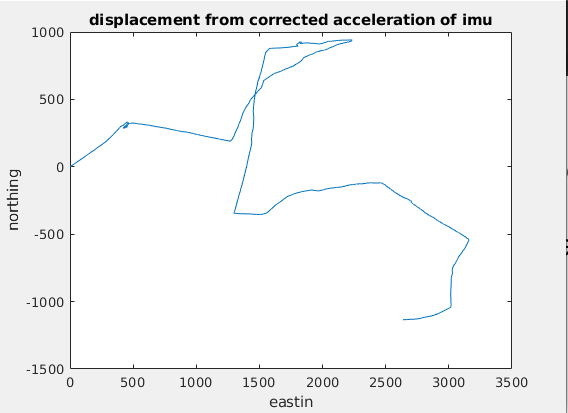 displacement from corrected acceleration of imu
1000
500
0
-500
-1000
-1500
northing
0 500 1000 1500 2000 2500 3000 3500
eastin